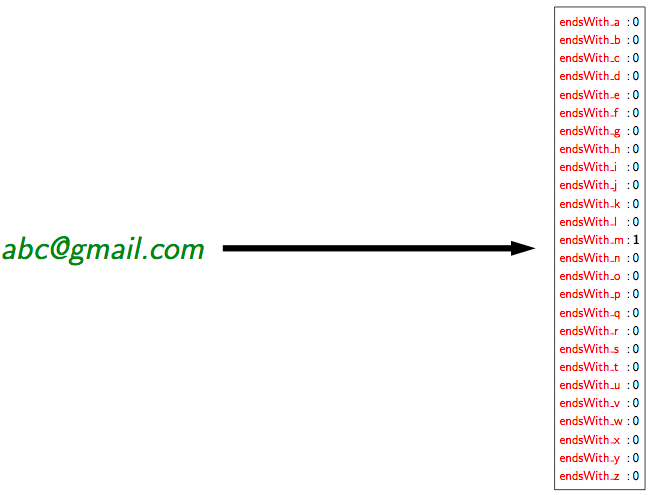 abc@gmail.com
endsWith_a : 0
endsWith_b : 0
endsWith_c : 0
endsWith_d : 0
endsWith_e : 0
endsWith_f : 0
endsWith_g : 0
endsWith_h : 0
endsWith_i : 0
endsWith_j : 0
endsWith_k : 0
endsWith_l : 0
endsWith_m : 1
endsWith_n : 0
endsWith_o : 0
endsWith_p : 0
endsWith_q : 0
endsWith_r : 0
endsWith_s : 0
endsWith_t : 0
endsWith_u : 0
endsWith_v : 0
endsWith_w : 0
endsWith_x : 0
endsWith_y : 0
endsWith_z : 0